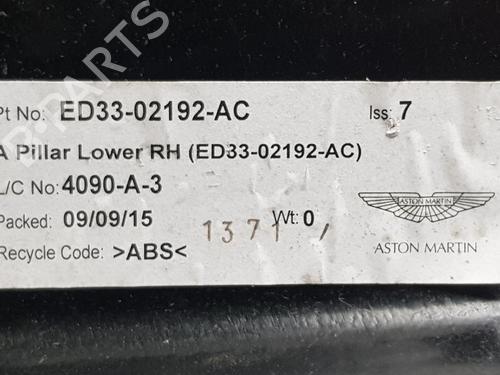 Pt No: ED33-02192-AC Iss: 7
A Pillar Lower RH (ED33-02192-AC)
L/C No: 4090-A-3
Packed: 09/09/15 1371 Wt: 0,
Recycle Code: >ABS<
ASTON MARTIN
ASTON MARTIN
B-PARTS